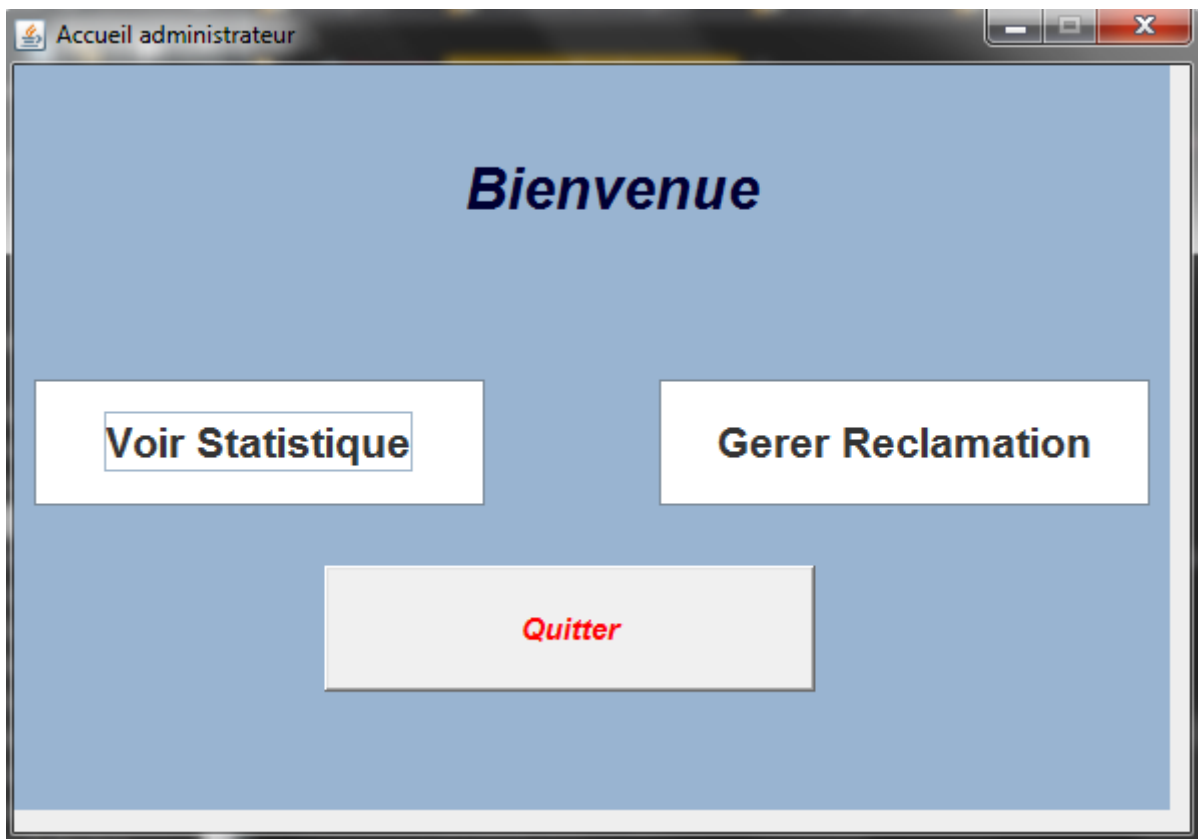 Accueil administrateur
Bienvenue
Voir Statistique
Gerer Reclamation
Quitter